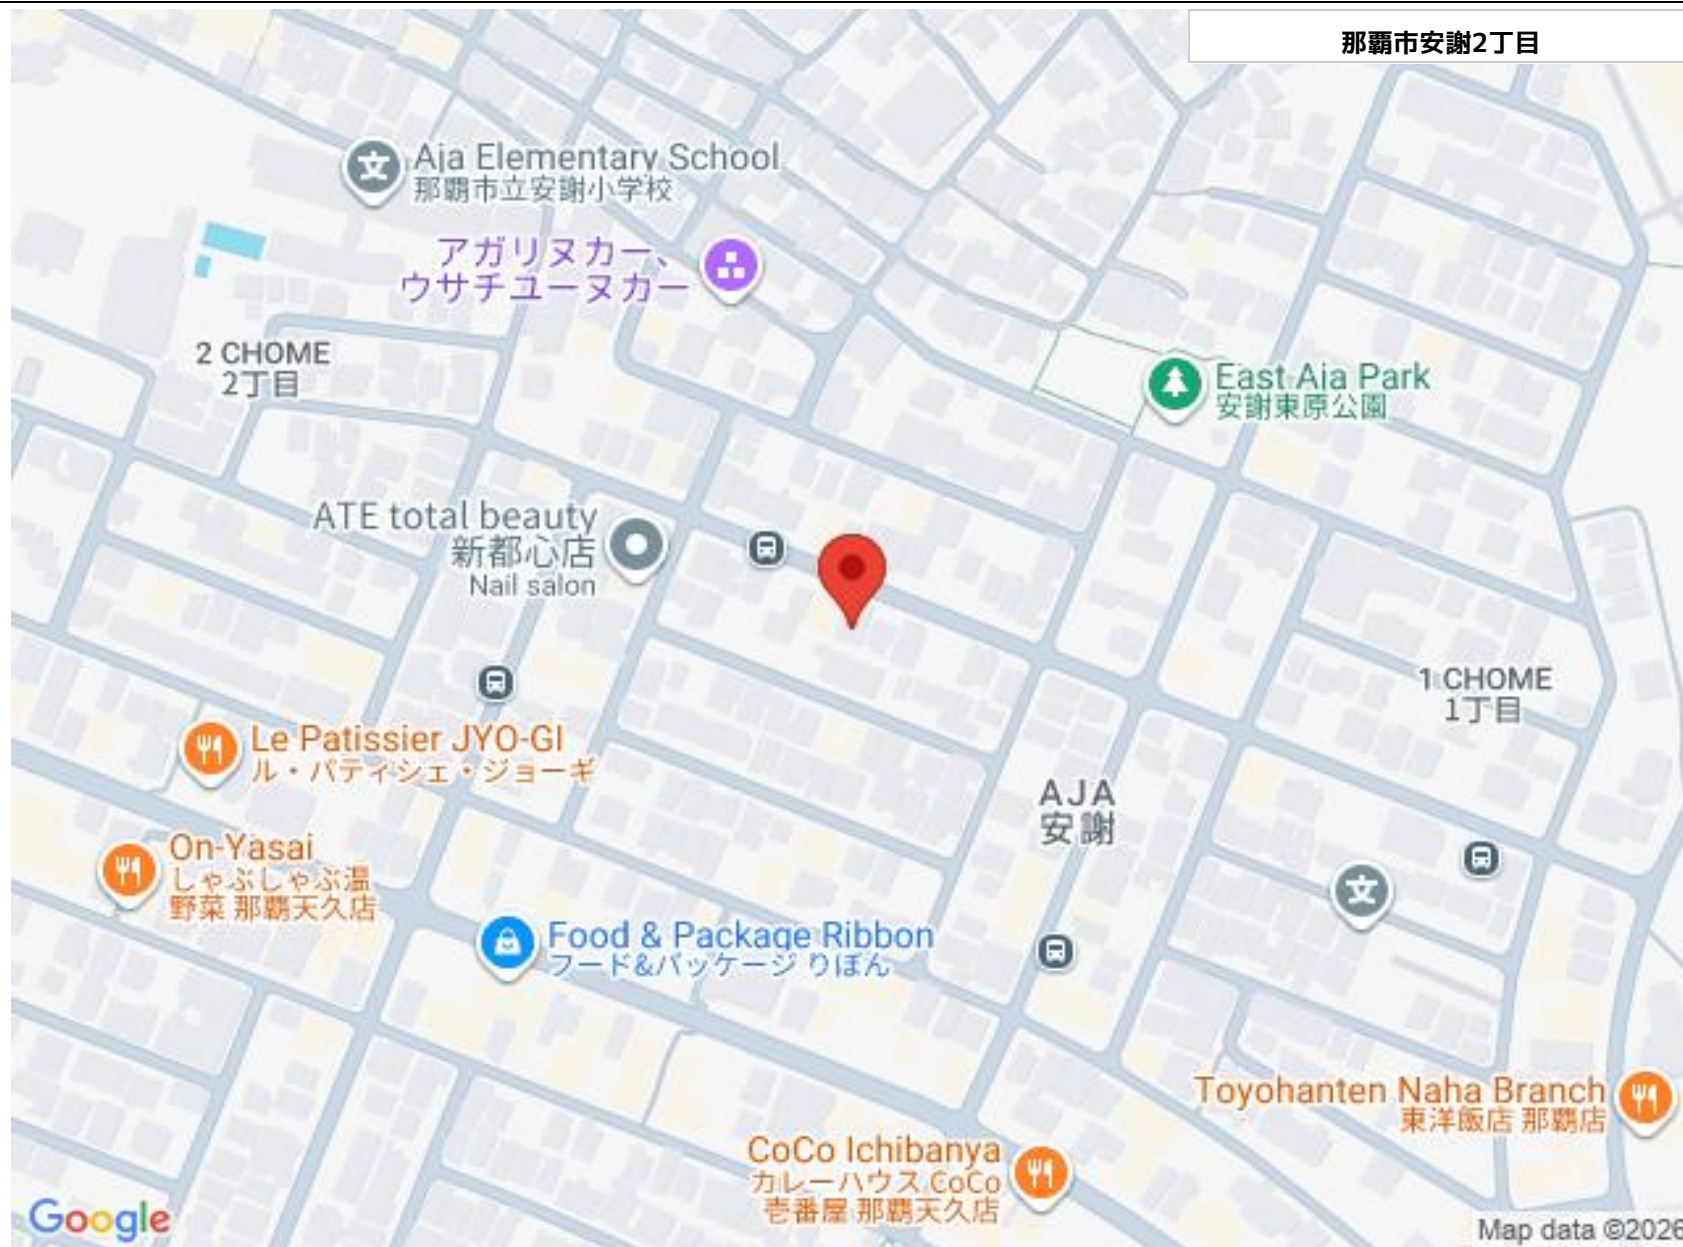 那覇市安謝2丁目
Aja Elementary School
那覇市立安謝小学校
アガリヌカー、
ウサチユーヌカー
2 CHOME
2丁目
East Aja Park
安謝東原公園
ATE total beauty
新都心店
Nail salon
1 CHOME
1丁目
Le Patissier JYO-GI
ル・パティシェ・ジョーギ
AJA
安謝
On-Yasai
しゃぶしゃぶ温
野菜 那覇天久店
文
文
Food & Package Ribbon
フード&パッケージ りぼん
Toyohanten Naha Branch
東洋飯店 那覇店
CoCo Ichibanya
カレーハウス CoCo
壱番屋 那覇天久店
Google
Map data ©2026